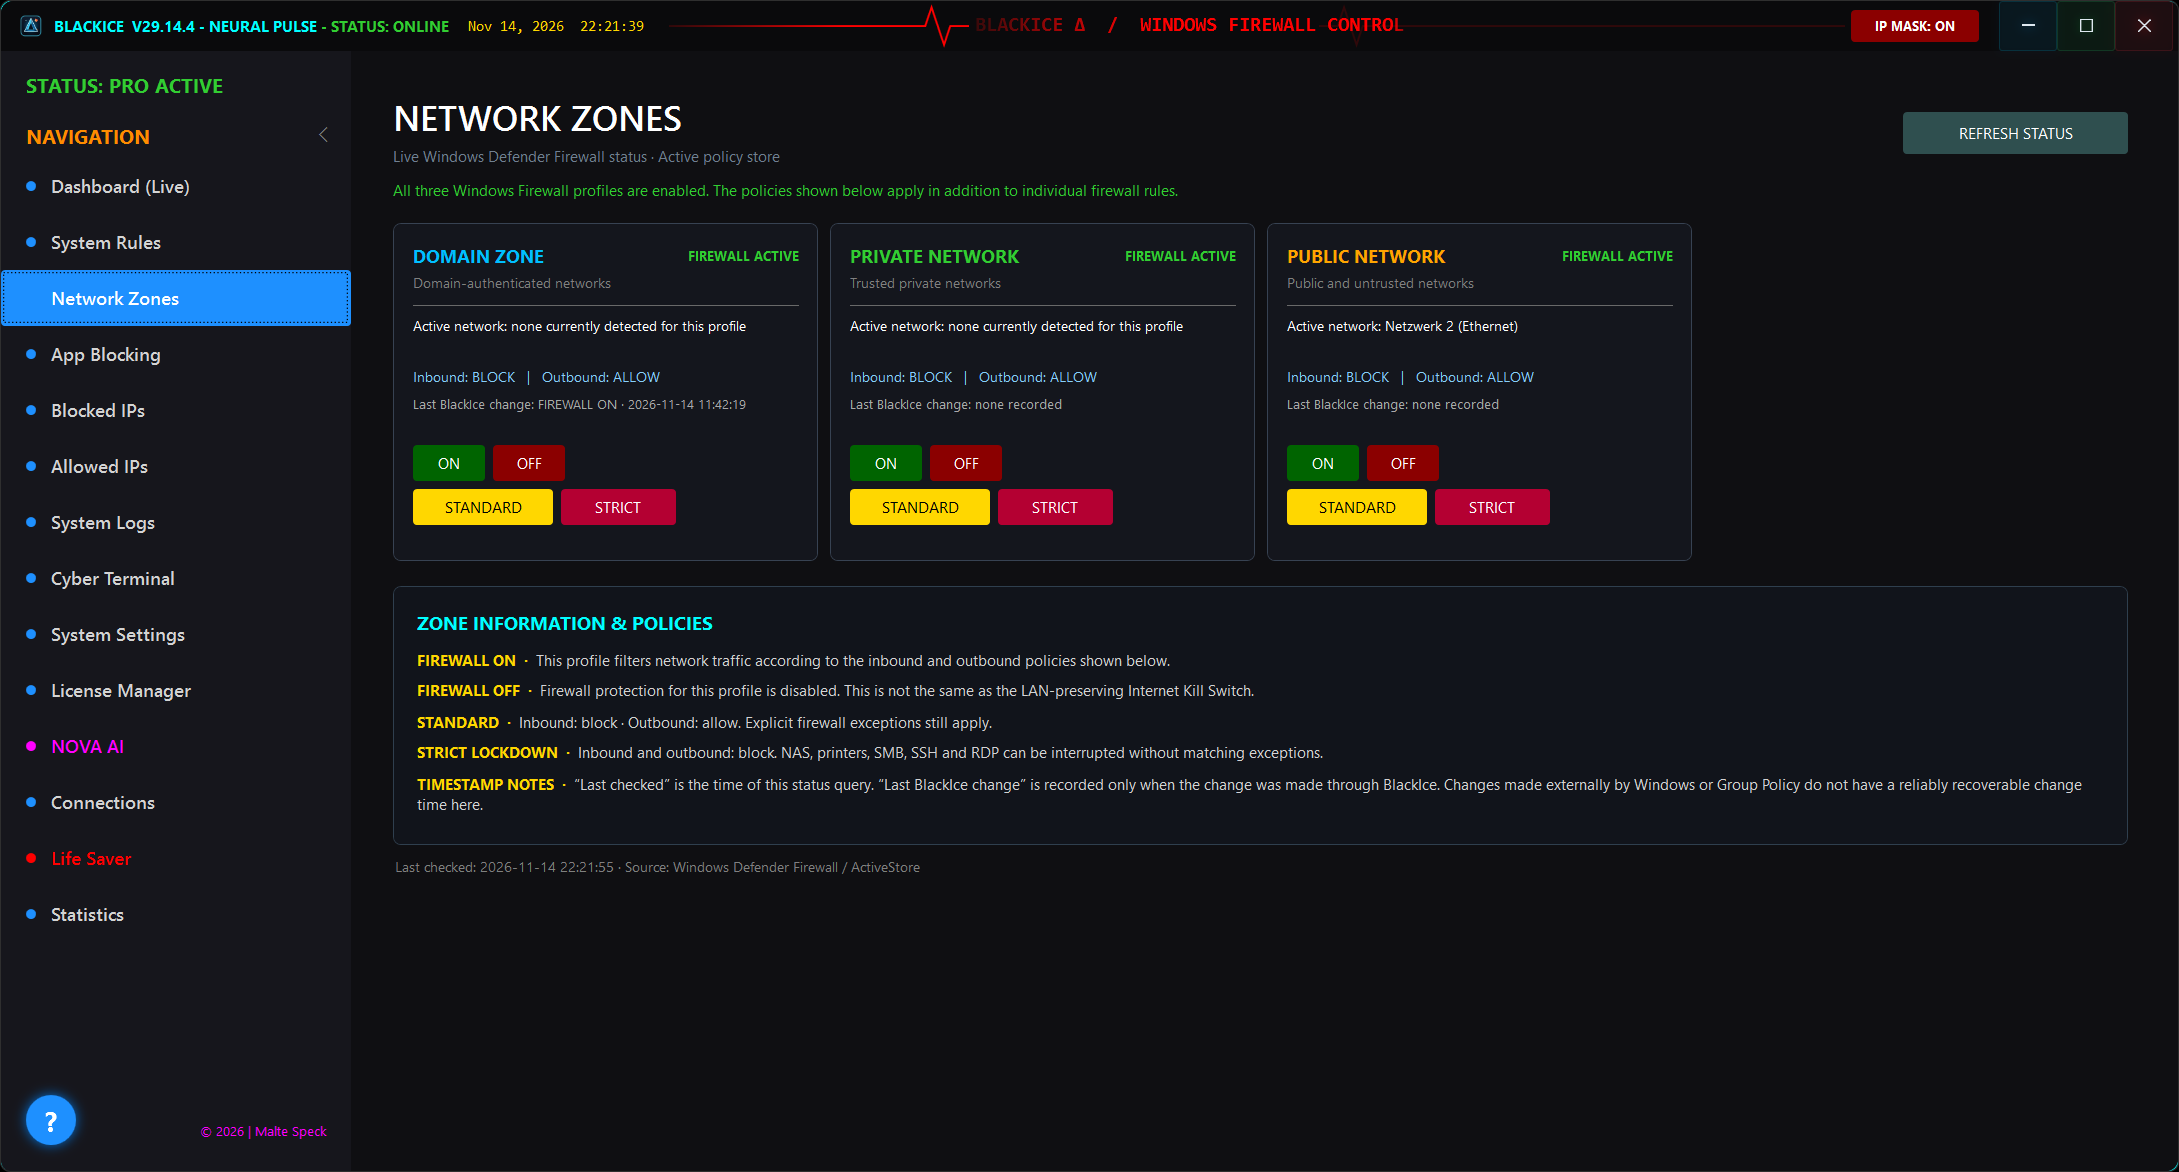 BLACKICE V29.14.4 - NEURAL PULSE - STATUS: ONLINE Nov 14, 2026 22:21:39 BLACKICE Δ / WINDOWS FIREWALL CONTROL IP MASK: ON
STATUS: PRO ACTIVE
NAVIGATION
Dashboard (Live)
System Rules
Network Zones
App Blocking
Blocked IPs
Allowed IPs
System Logs
Cyber Terminal
System Settings
License Manager
NOVA AI
Connections
Life Saver
Statistics
?
© 2026 | Malte Speck
NETWORK ZONES
REFRESH STATUS
Live Windows Defender Firewall status · Active policy store
All three Windows Firewall profiles are enabled. The policies shown below apply in addition to individual firewall rules.
DOMAIN ZONE FIREWALL ACTIVE
Domain-authenticated networks
Active network: none currently detected for this profile
Inbound: BLOCK | Outbound: ALLOW
Last BlackIce change: FIREWALL ON · 2026-11-14 11:42:19
ON OFF
STANDARD STRICT
PRIVATE NETWORK FIREWALL ACTIVE
Trusted private networks
Active network: none currently detected for this profile
Inbound: BLOCK | Outbound: ALLOW
Last BlackIce change: none recorded
ON OFF
STANDARD STRICT
PUBLIC NETWORK FIREWALL ACTIVE
Public and untrusted networks
Active network: Netzwerk 2 (Ethernet)
Inbound: BLOCK | Outbound: ALLOW
Last BlackIce change: none recorded
ON OFF
STANDARD STRICT
ZONE INFORMATION & POLICIES
FIREWALL ON · This profile filters network traffic according to the inbound and outbound policies shown below.
FIREWALL OFF · Firewall protection for this profile is disabled. This is not the same as the LAN-preserving Internet Kill Switch.
STANDARD · Inbound: block · Outbound: allow. Explicit firewall exceptions still apply.
STRICT LOCKDOWN · Inbound and outbound: block. NAS, printers, SMB, SSH and RDP can be interrupted without matching exceptions.
TIMESTAMP NOTES · “Last checked” is the time of this status query. “Last BlackIce change” is recorded only when the change was made through BlackIce. Changes made externally by Windows or Group Policy do not have a reliably recoverable change
time here.
Last checked: 2026-11-14 22:21:55 · Source: Windows Defender Firewall / ActiveStore